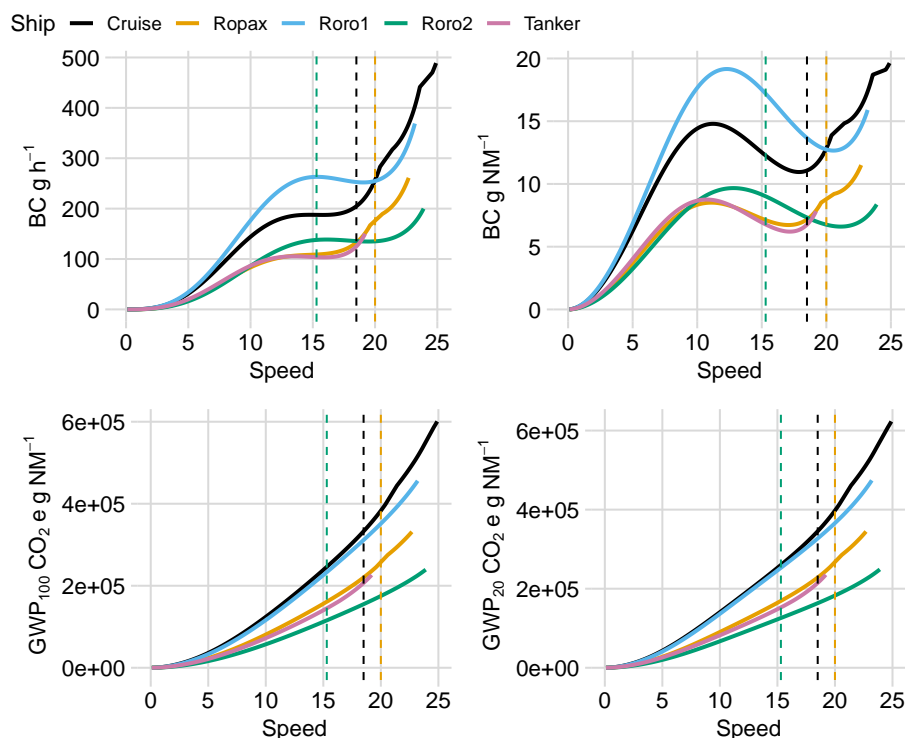 Ship Cruise Ropax Roro1 Roro2 Tanker
BC g h⁻¹
500
400
300
200
100
0
0 5 10 15 20 25
Speed
BC g NM⁻¹
20
15
10
5
0
0 5 10 15 20 25
Speed
GWP₁₀₀ CO₂ e g NM⁻¹
6e+05
4e+05
2e+05
0e+00
0 5 10 15 20 25
Speed
GWP₂₀ CO₂ e g NM⁻¹
6e+05
4e+05
2e+05
0e+00
0 5 10 15 20 25
Speed